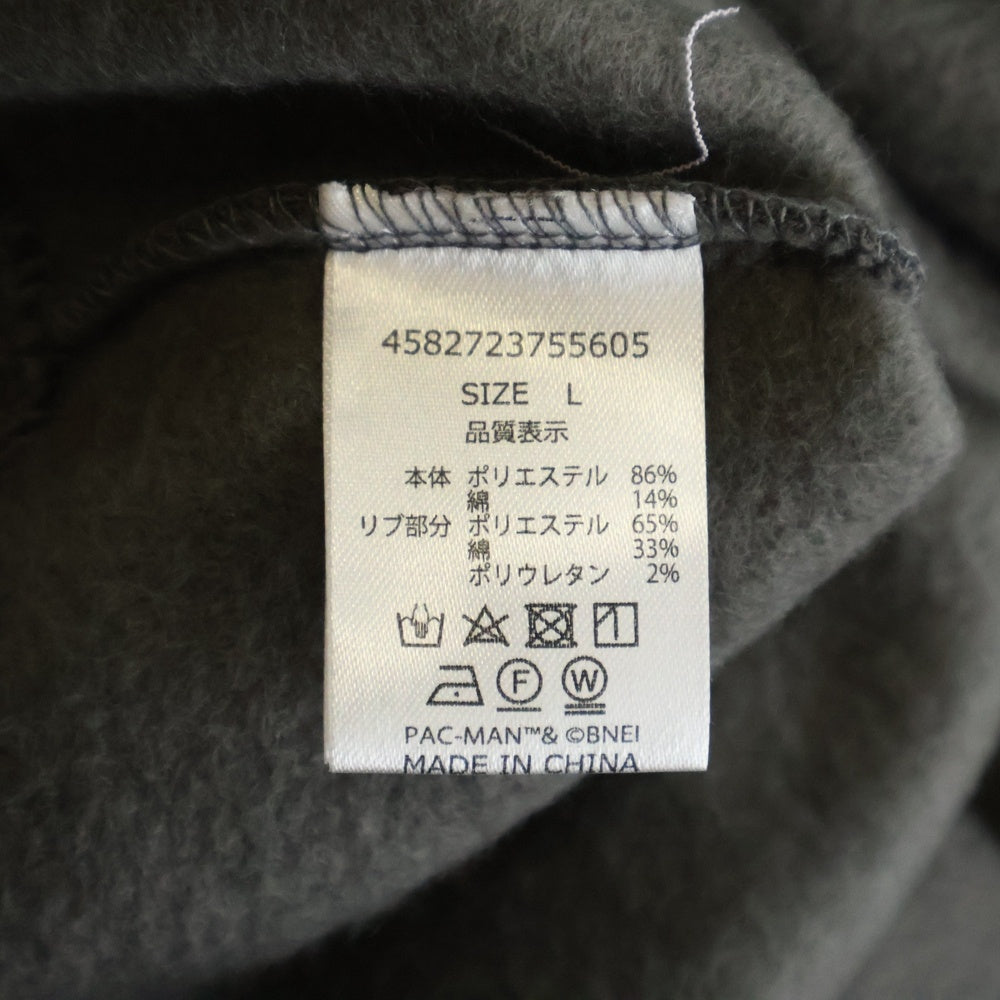 4582723755605
SIZE L
品質表示
本体 ポリエステル 86%
綿 14%
リブ部分 ポリエステル 65%
綿 33%
ポリウレタン 2%
F W
PAC-MAN™& ©BNEI
MADE IN CHINA